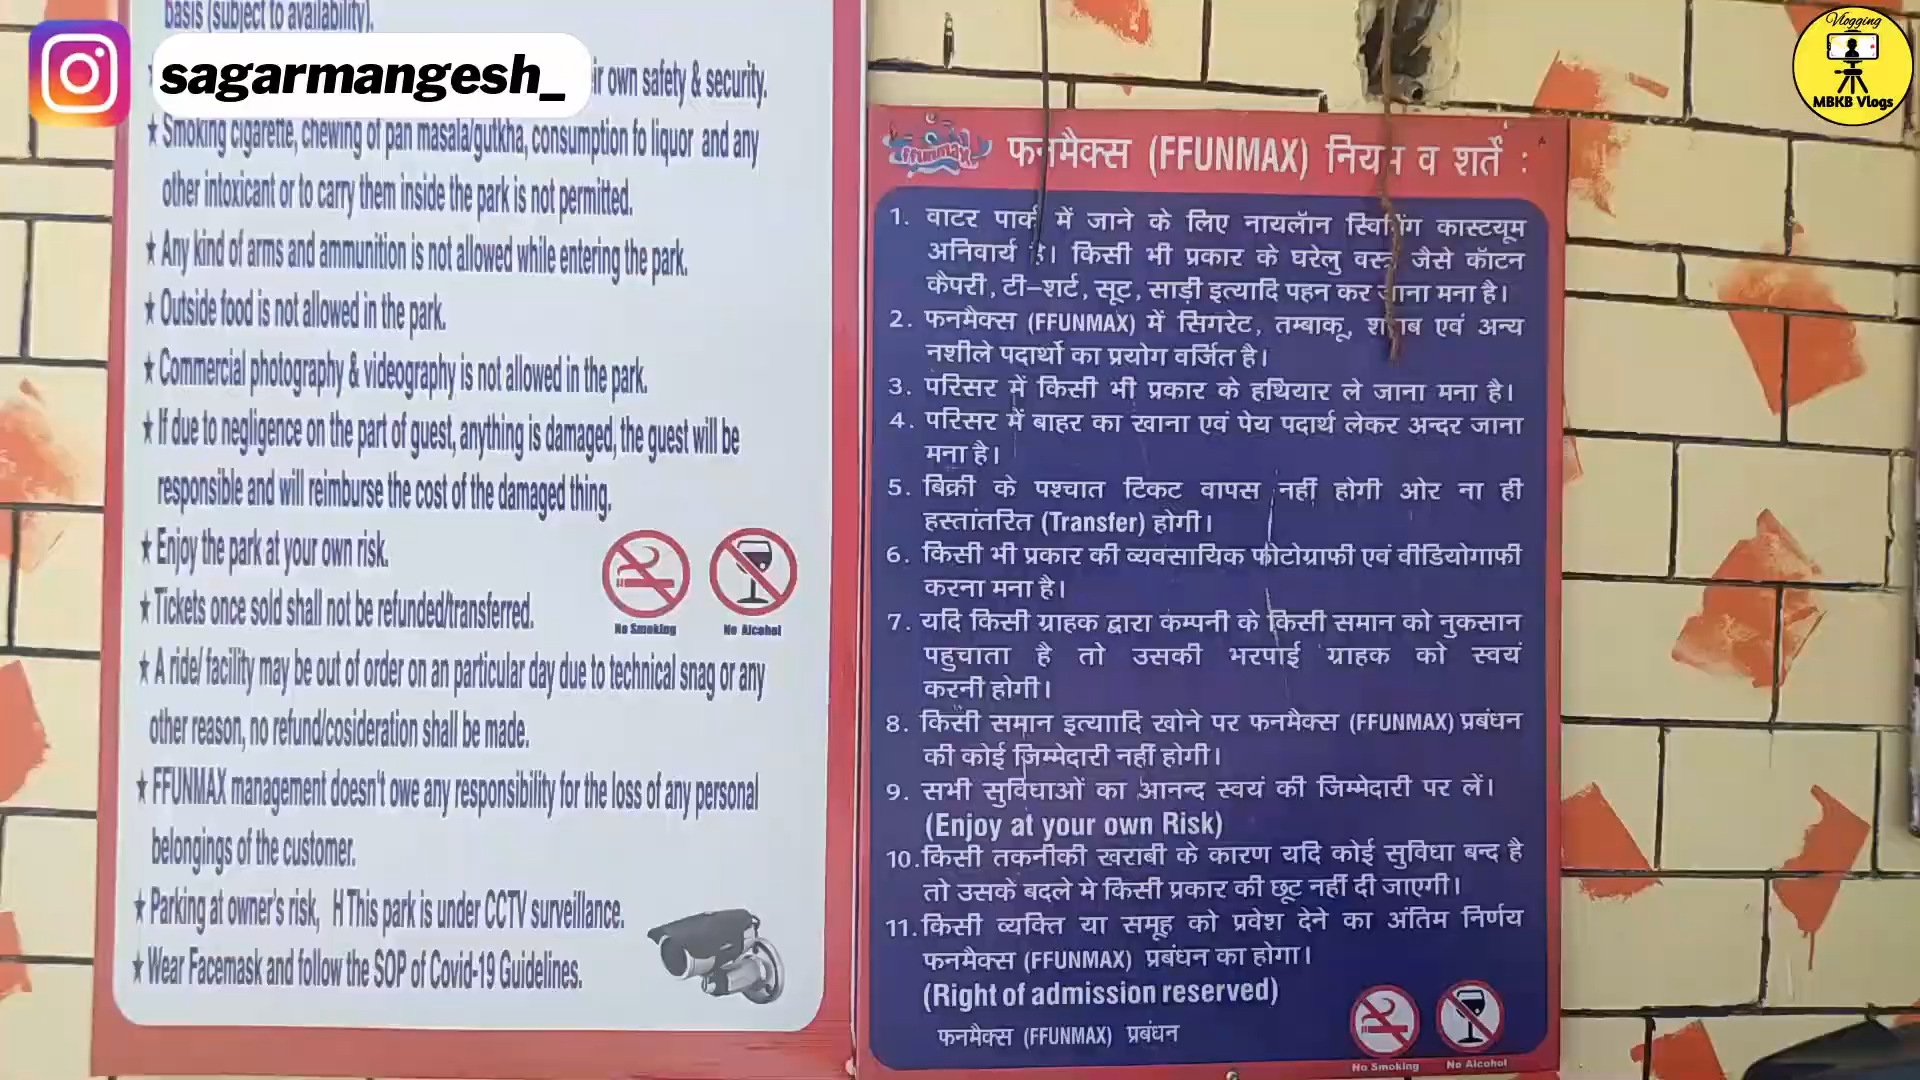 basis (subject to availability).
sagarmangesh_
ir own safety & security.
★ Smoking cigarette, chewing of pan masala/gutkha, consumption fo liquor and any
other intoxicant or to carry them inside the park is not permitted.
★ Any kind of arms and ammunition is not allowed while entering the park.
★ Outside food is not allowed in the park.
★ Commercial photography & videography is not allowed in the park.
★ If due to negligence on the part of guest, anything is damaged, the guest will be
responsible and will reimburse the cost of the damaged thing.
★ Enjoy the park at your own risk.
★ Tickets once sold shall not be refunded/transferred.
No Smoking
No Alcohol
★ A ride/ facility may be out of order on an particular day due to technical snag or any
other reason, no refund/cosideration shall be made.
★ FFUNMAX management doesn't owe any responsibility for the loss of any personal
belongings of the customer.
★ Parking at owner's risk, H This park is under CCTV surveillance.
★ Wear Facemask and follow the SOP of Covid-19 Guidelines.
Vlogging
MBKB Vlogs
ffunmax
फनमैक्स (FFUNMAX) नियम व शर्ते :
1. वाटर पार्क में जाने के लिए नायलॅान स्विमिंग कास्टयूम
अनिवार्य है। किसी भी प्रकार के घरेलु वस्त्र जैसे कॅाटन
कैपरी, टी-शर्ट, सूट, साड़ी इत्यादि पहन कर जाना मना है।
2. फनमैक्स (FFUNMAX) में सिगरेट, तम्बाकू, शराब एवं अन्य
नशीले पदार्थो का प्रयोग वर्जित है।
3. परिसर में किसी भी प्रकार के हथियार ले जाना मना है।
4. परिसर में बाहर का खाना एवं पेय पदार्थ लेकर अन्दर जाना
मना है।
5. बिक्री के पश्चात टिकट वापस नहीं होगी ओर ना ही
हस्तांतरित (Transfer) होगी।
6. किसी भी प्रकार की व्यवसायिक फोटोग्राफी एवं वीडियोगाफी
करना मना है।
7. यदि किसी ग्राहक द्वारा कंम्पनी के किसी समान को नुकसान
पहुचाता है तो उसकी भरपाई ग्राहक को स्वयं
करनी होगी।
8. किसी समान इत्याादि खोने पर फनमैक्स (FFUNMAX) प्रबंधन
की कोई जिम्मेदारी नहीं होगी।
9. सभी सुविधाओं का आनन्द स्वयं की जिम्मेदारी पर लें।
(Enjoy at your own Risk)
10. किसी तकनीकी खराबी के कारण यदि कोई सुविधा बन्द है
तो उसके बदले मे किसी प्रकार की छूट नहीं दी जाएगी।
11. किसी व्यक्ति या समूह को प्रवेश देने का अंतिम निर्णय
फनमैक्स (FFUNMAX) प्रबंधन का होगा।
(Right of admission reserved)
फनमैक्स (FFUNMAX) प्रबंधन
No Smoking
No Alcohol